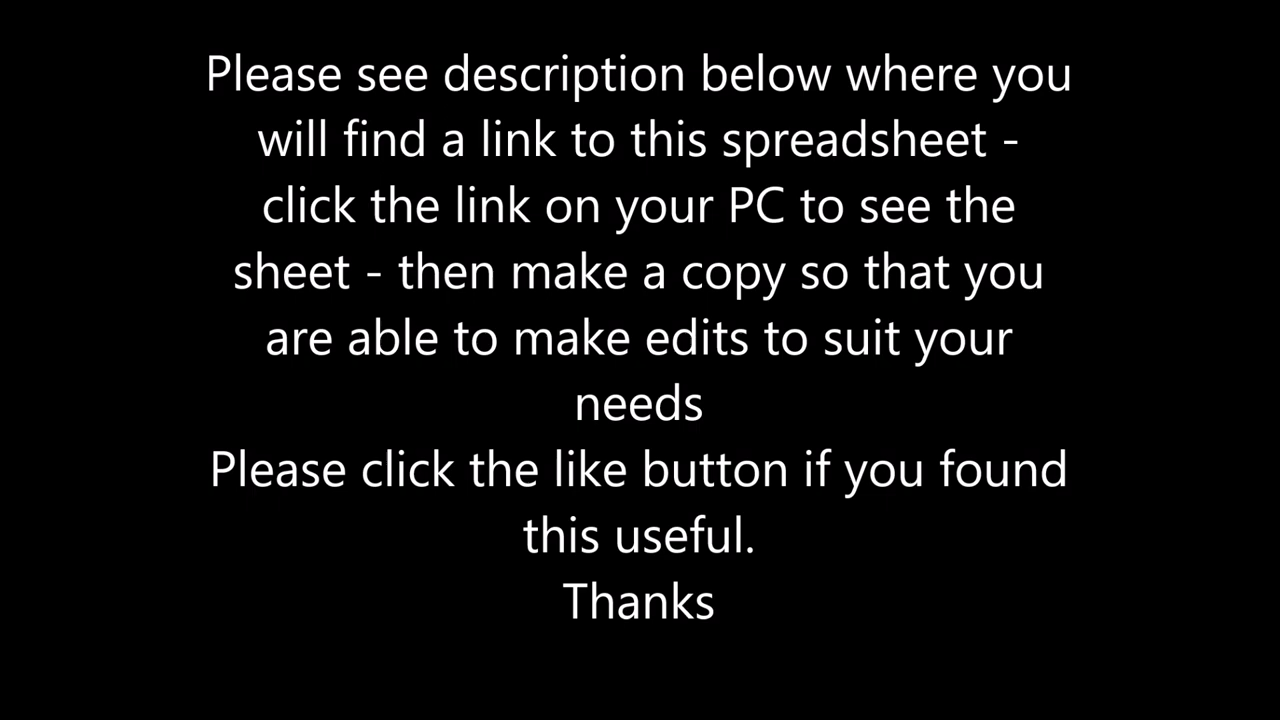 Please see description below where you
will find a link to this spreadsheet -
click the link on your PC to see the
sheet - then make a copy so that you
are able to make edits to suit your
needs
Please click the like button if you found
this useful.
Thanks